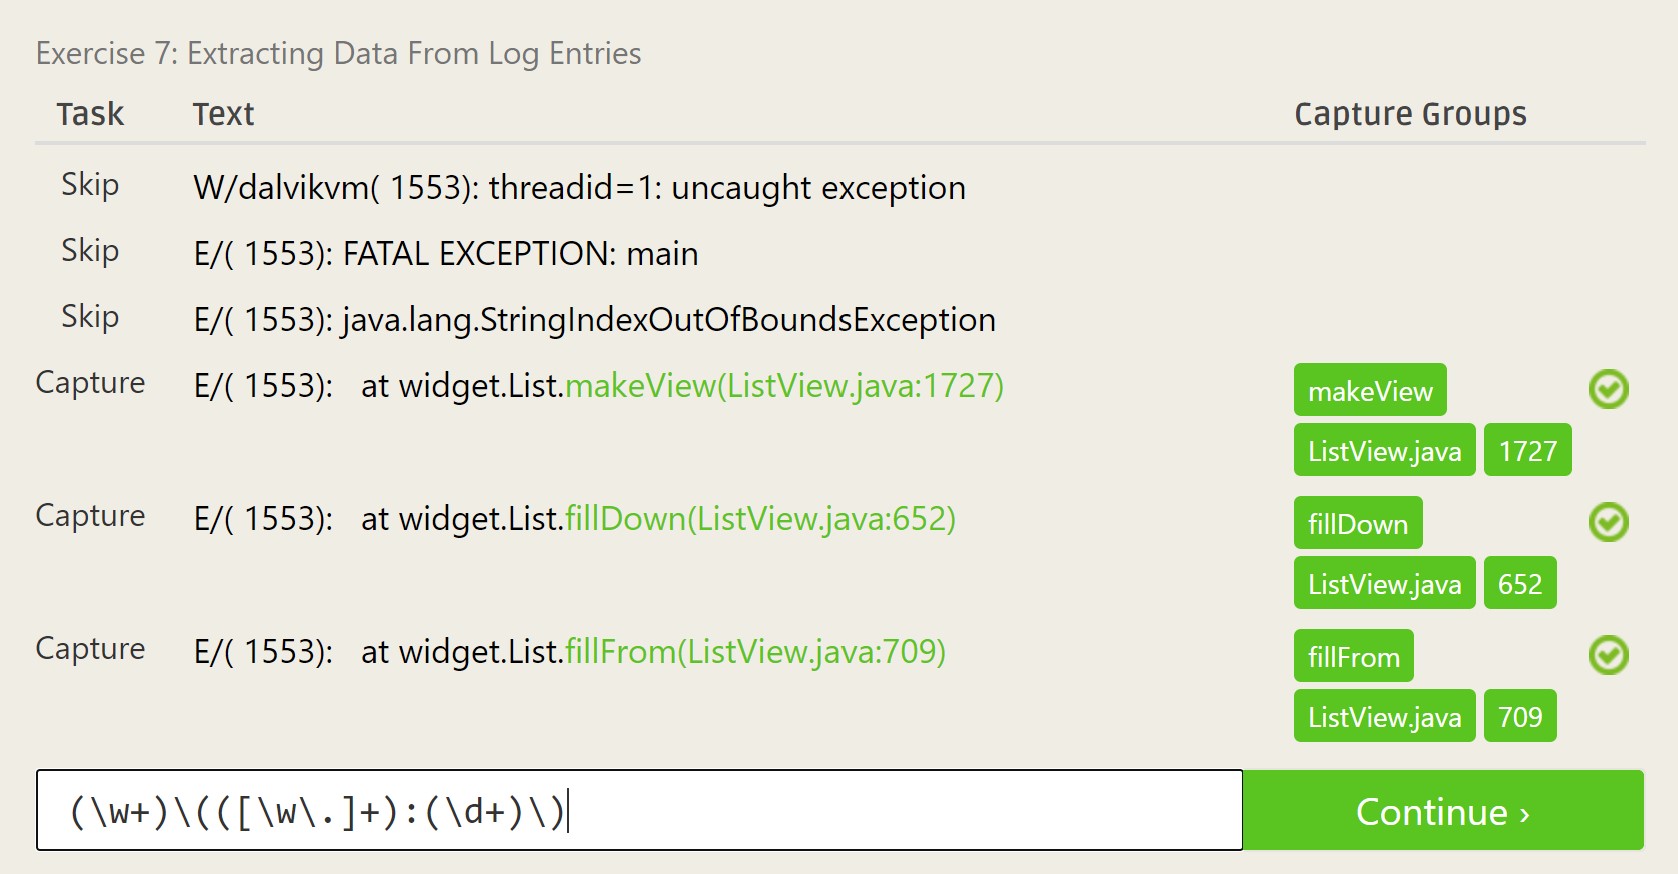 Exercise 7: Extracting Data From Log Entries
Task Text Capture Groups
Skip W/dalvikvm( 1553): threadid=1: uncaught exception
Skip E/( 1553): FATAL EXCEPTION: main
Skip E/( 1553): java.lang.StringIndexOutOfBoundsException
Capture E/( 1553):   at widget.List.makeView(ListView.java:1727) makeView
ListView.java 1727
Capture E/( 1553):   at widget.List.fillDown(ListView.java:652) fillDown
ListView.java 652
Capture E/( 1553):   at widget.List.fillFrom(ListView.java:709) fillFrom
ListView.java 709
(\w+)\(([\w\.]+):(\d+)\) Continue ›